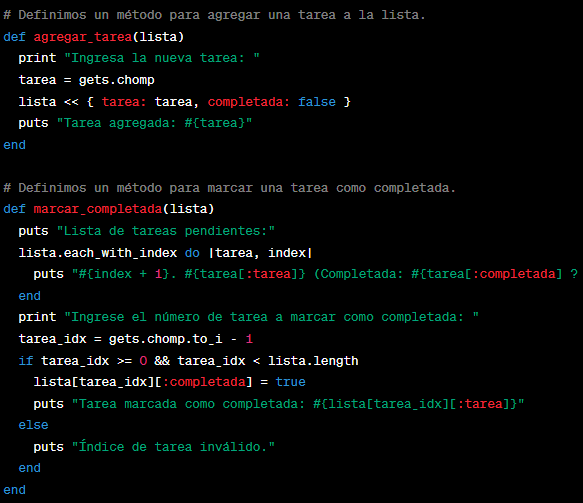 # Definimos un método para agregar una tarea a la lista.
def agregar_tarea(lista)
  print "Ingresa la nueva tarea: "
  tarea = gets.chomp
  lista << { tarea: tarea, completada: false }
  puts "Tarea agregada: #{tarea}"
end

# Definimos un método para marcar una tarea como completada.
def marcar_completada(lista)
  puts "Lista de tareas pendientes:"
  lista.each_with_index do |tarea, index|
    puts "#{index + 1}. #{tarea[:tarea]} (Completada: #{tarea[:completada] ?
  end
  print "Ingrese el número de tarea a marcar como completada: "
  tarea_idx = gets.chomp.to_i - 1
  if tarea_idx >= 0 && tarea_idx < lista.length
    lista[tarea_idx][:completada] = true
    puts "Tarea marcada como completada: #{lista[tarea_idx][:tarea]}"
  else
    puts "Índice de tarea inválido."
  end
end